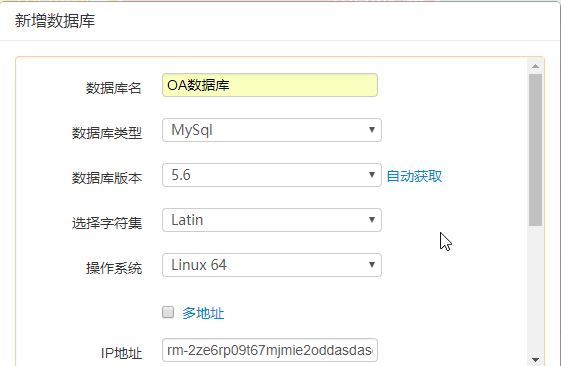 新增数据库
数据库名 OA数据库
数据库类型 MySql
数据库版本 5.6 自动获取
选择字符集 Latin
操作系统 Linux 64
多地址
IP地址 rm-2ze6rp09t67mjmie2oddasdas